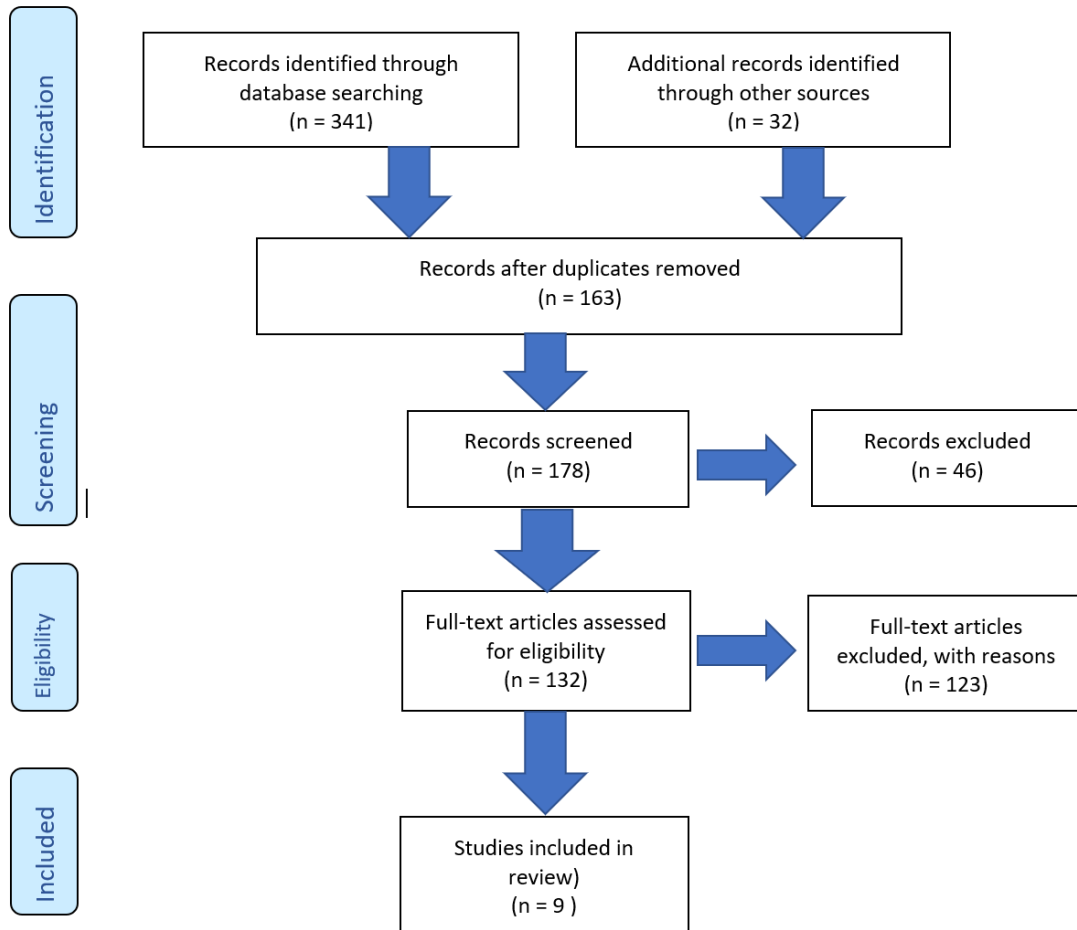 Identification
Records identified through
database searching
(n = 341)
Additional records identified
through other sources
(n = 32)
Records after duplicates removed
(n = 163)
Screening
Records screened
(n = 178)
Records excluded
(n = 46)
Eligibility
Full-text articles assessed
for eligibility
(n = 132)
Full-text articles
excluded, with reasons
(n = 123)
Included
Studies included in
review)
(n = 9 )